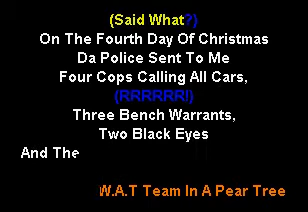 (Said What?)
On The Fourth Day Of Christmas
Da Police Sent To Me
Four Cops Calling All Cars,
(RRRRRR!)
Three Bench Warrants,
Two Black Eyes
And The
W.A.T Team In A Pear Tree